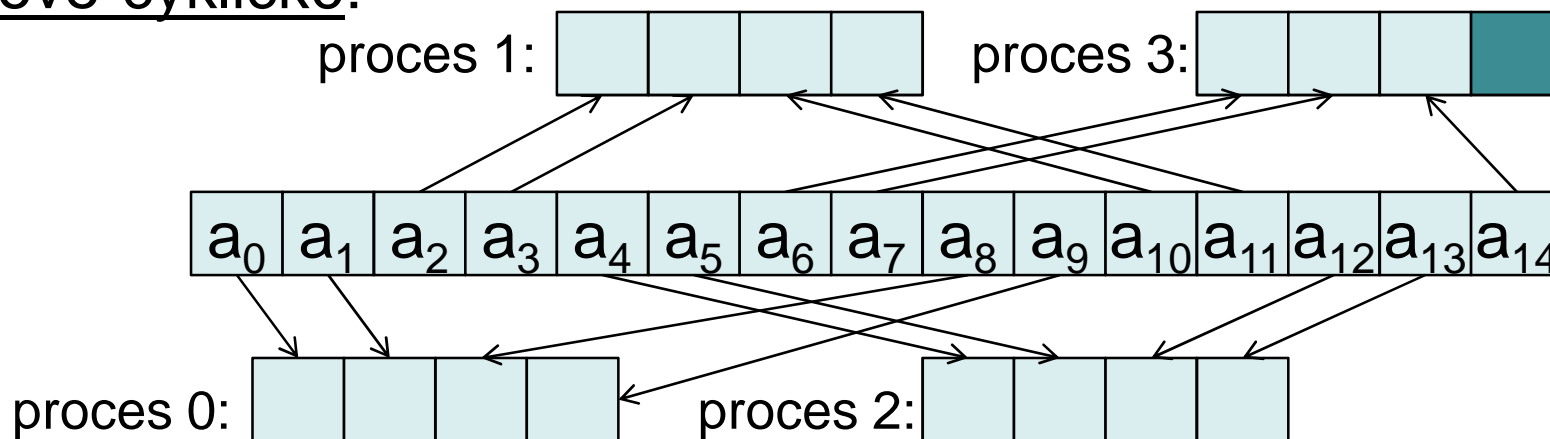 proces 1: proces 3:
a0 a1 a2 a3 a4 a5 a6 a7 a8 a9 a10 a11 a12 a13 a14
proces 0: proces 2: